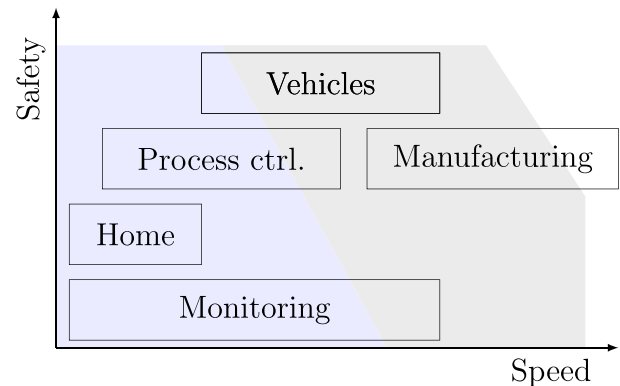 Safety
Vehicles
Process ctrl.
Manufacturing
Home
Monitoring
Speed